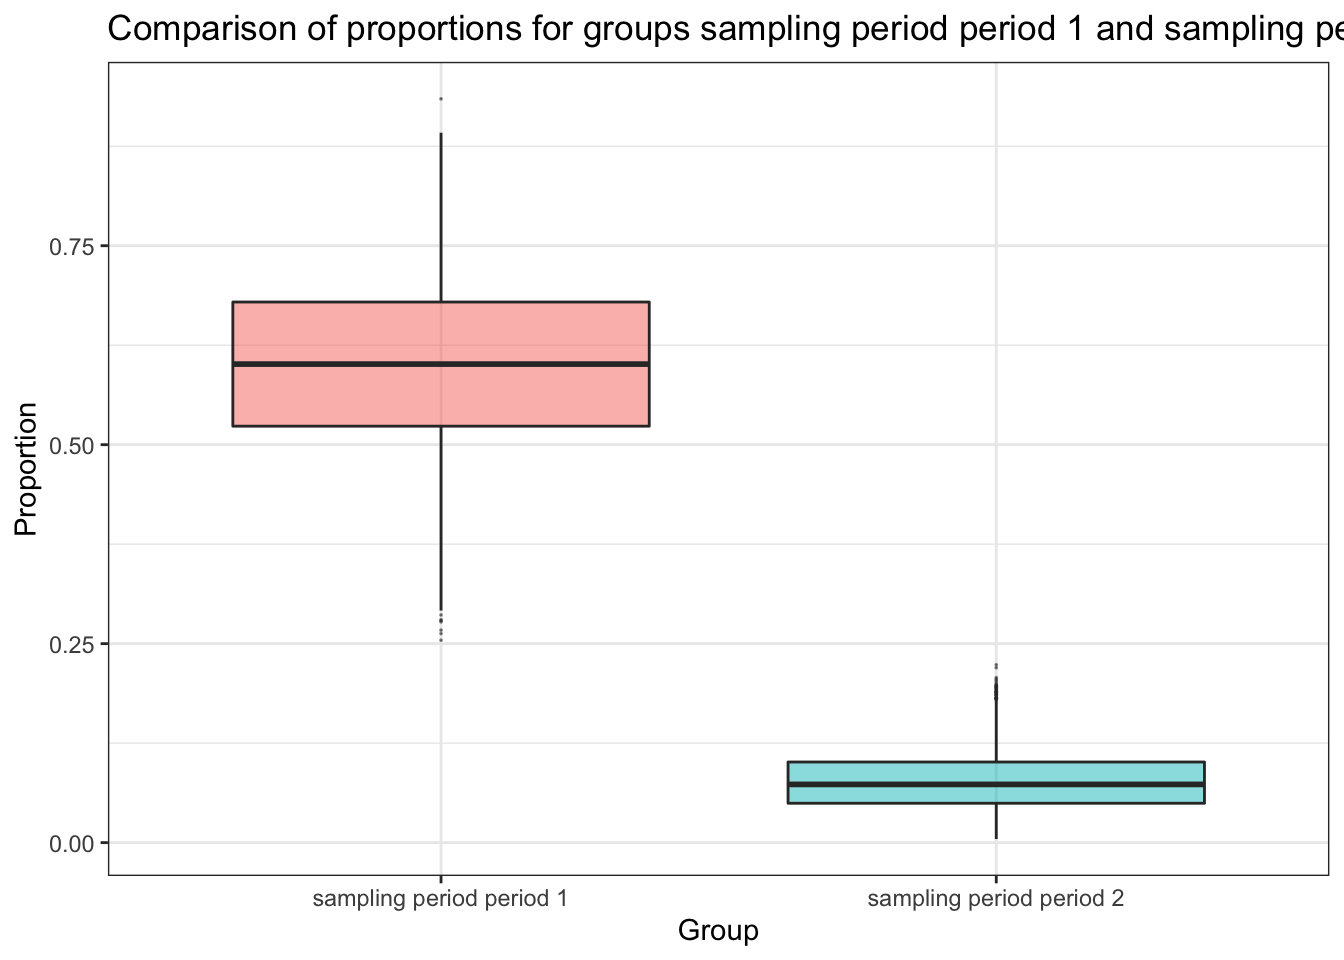 Comparison of proportions for groups sampling period period 1 and sampling pe
0.75
0.50
0.25
0.00
Proportion
sampling period period 1
sampling period period 2
Group